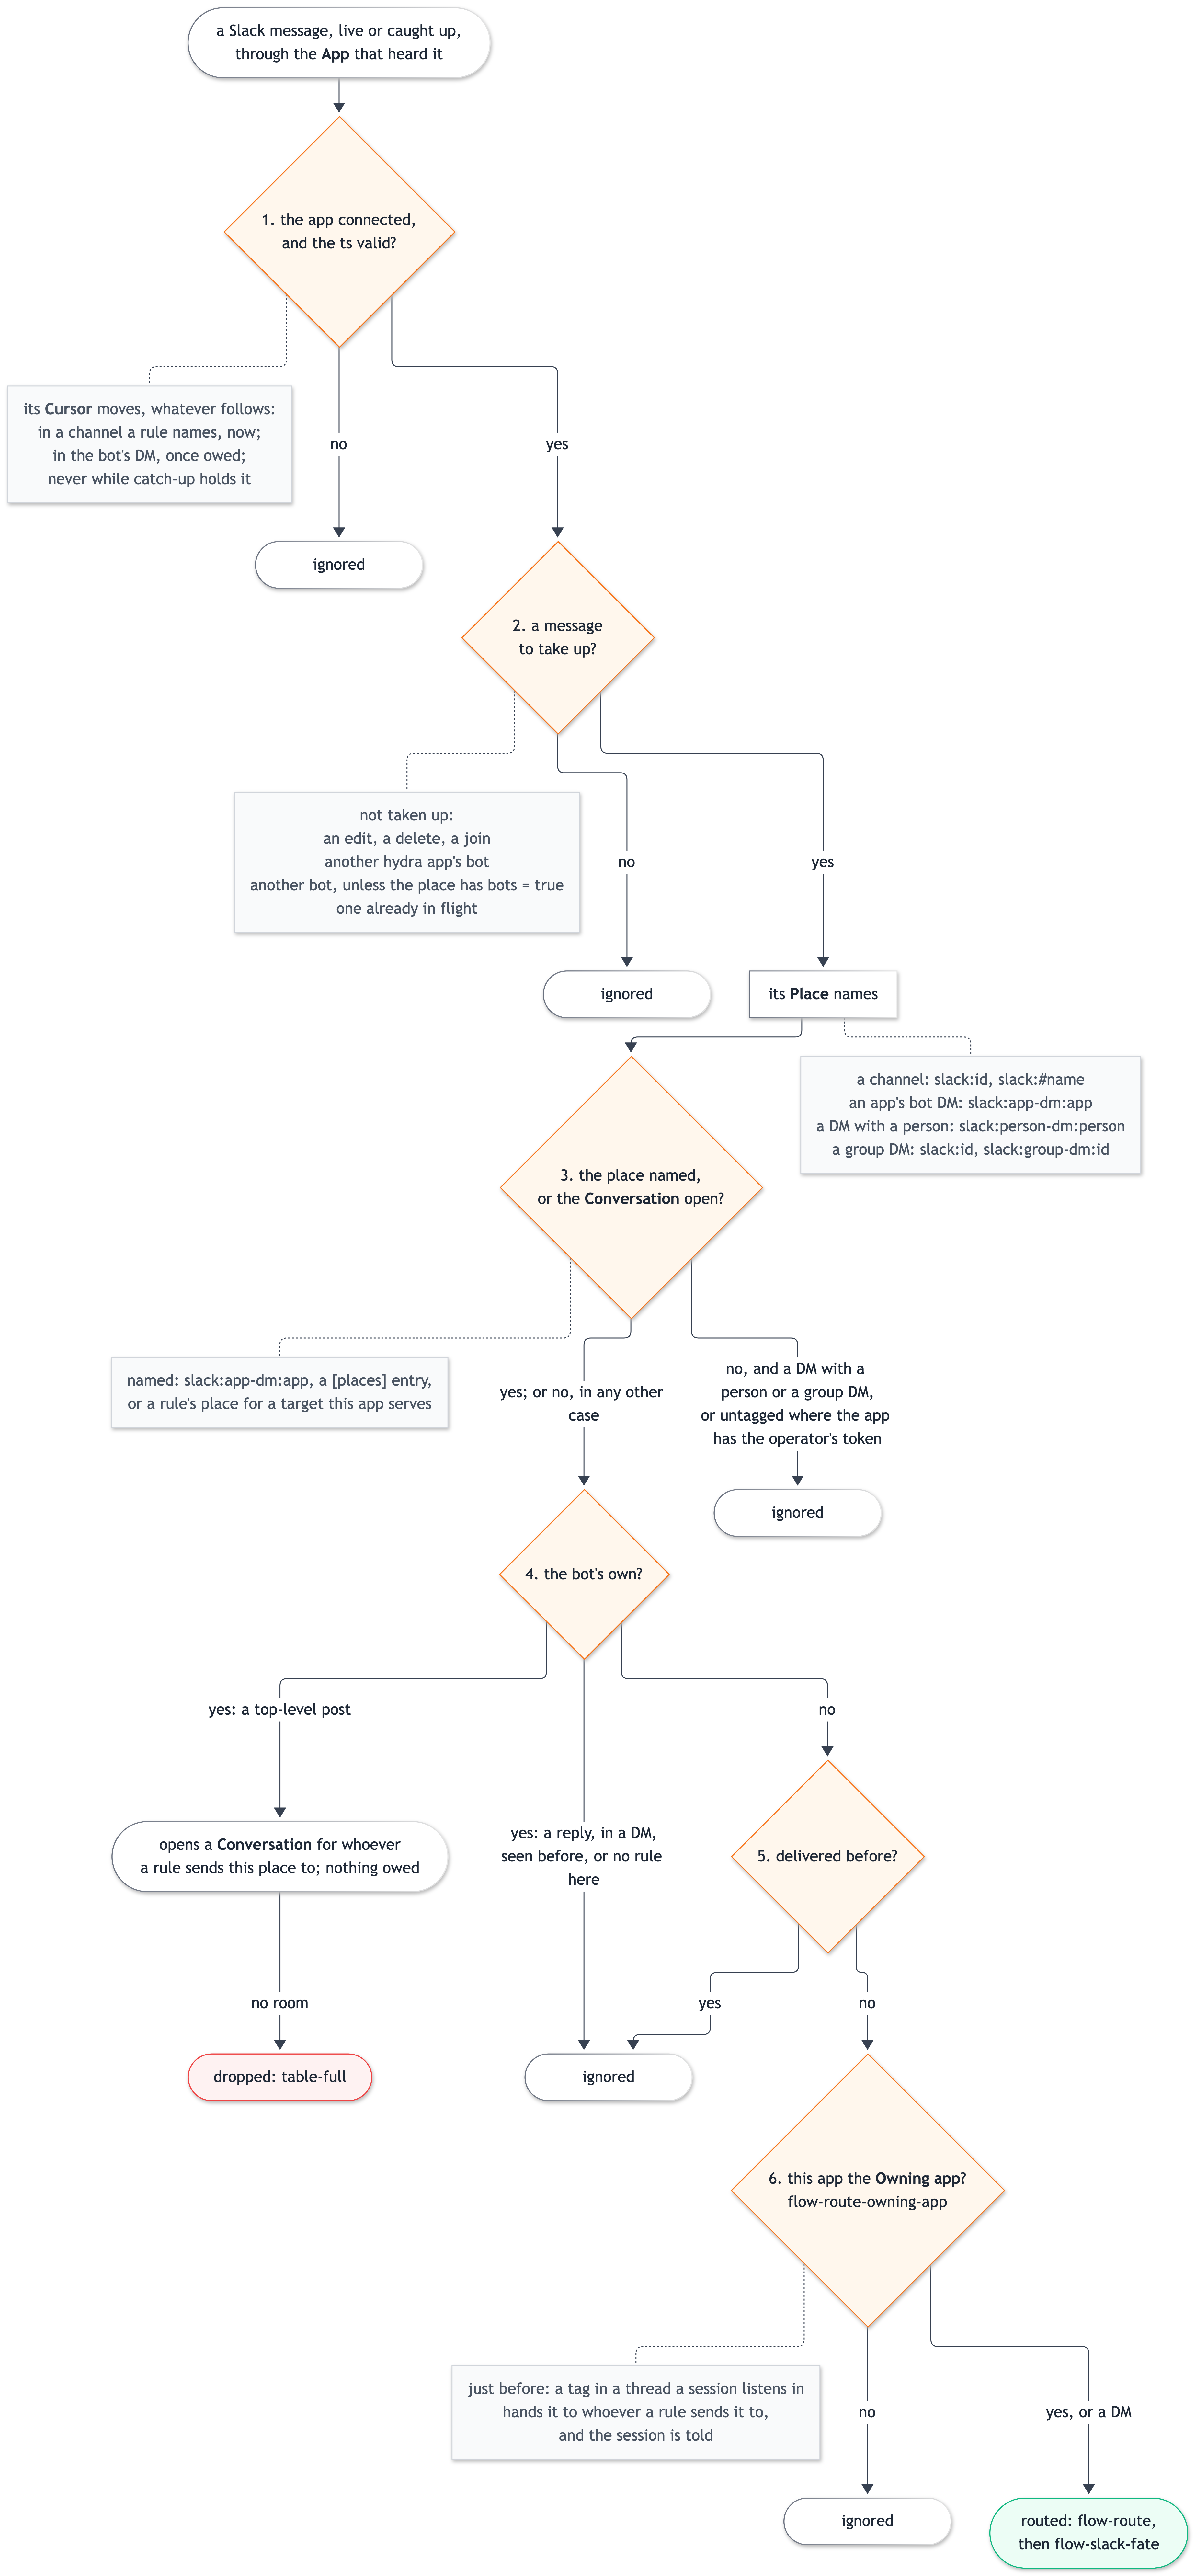 a Slack message, live or caught up,
through the App that heard it
1. the app connected,
and the ts valid?
its Cursor moves, whatever follows:
in a channel a rule names, now;
in the bot's DM, once owed;
never while catch-up holds it
no
yes
ignored
2. a message
to take up?
not taken up:
an edit, a delete, a join
another hydra app's bot
another bot, unless the place has bots = true
one already in flight
no
yes
ignored
its Place names
a channel: slack:id, slack:#name
an app's bot DM: slack:app-dm:app
a DM with a person: slack:person-dm:person
a group DM: slack:id, slack:group-dm:id
3. the place named,
or the Conversation open?
named: slack:app-dm:app, a [places] entry,
or a rule's place for a target this app serves
yes; or no, in any other
case
no, and a DM with a
person or a group DM,
or untagged where the app
has the operator's token
ignored
4. the bot's own?
yes: a top-level post
no
opens a Conversation for whoever
a rule sends this place to; nothing owed
yes: a reply, in a DM,
seen before, or no rule
here
5. delivered before?
no room
yes
no
dropped: table-full
ignored
6. this app the Owning app?
flow-route-owning-app
just before: a tag in a thread a session listens in
hands it to whoever a rule sends it to,
and the session is told
no
yes, or a DM
ignored
routed: flow-route,
then flow-slack-fate